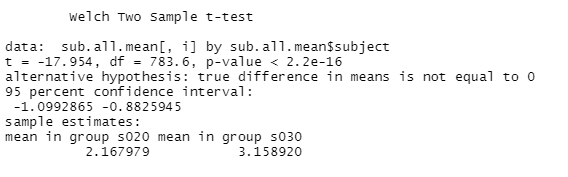 Welch Two Sample t-test
data:  sub.all.mean[, i] by sub.all.mean$subject
t = -17.954, df = 783.6, p-value < 2.2e-16
alternative hypothesis: true difference in means is not equal to 0
95 percent confidence interval:
-1.0992865 -0.8825945
sample estimates:
mean in group s020 mean in group s030
2.167979 3.158920